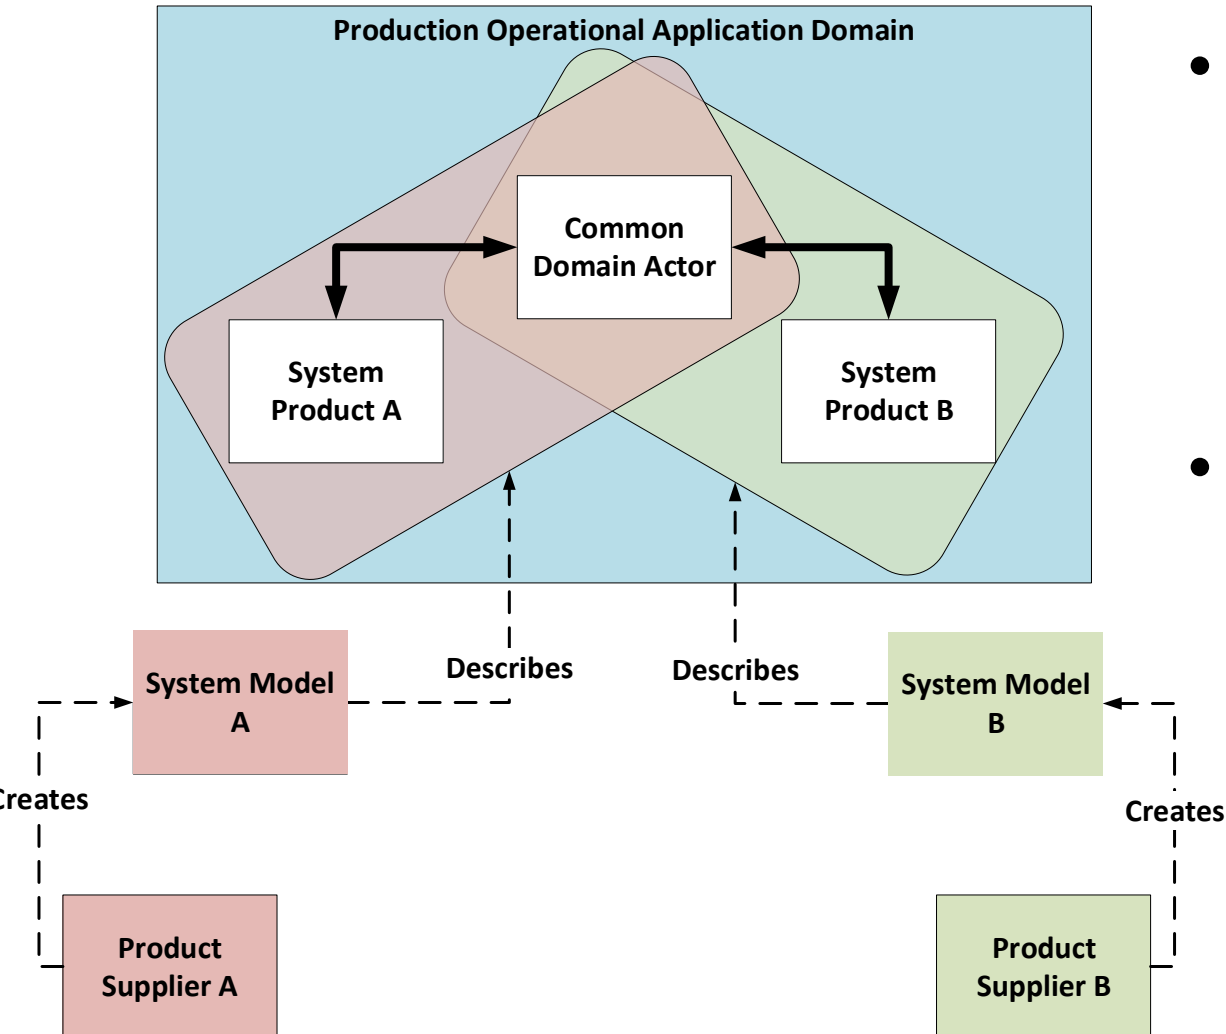 Production Operational Application Domain
Common
Domain Actor
System
Product A
System
Product B
Describes
Describes
System Model
A
System Model
B
Creates
Creates
Product
Supplier A
Product
Supplier B